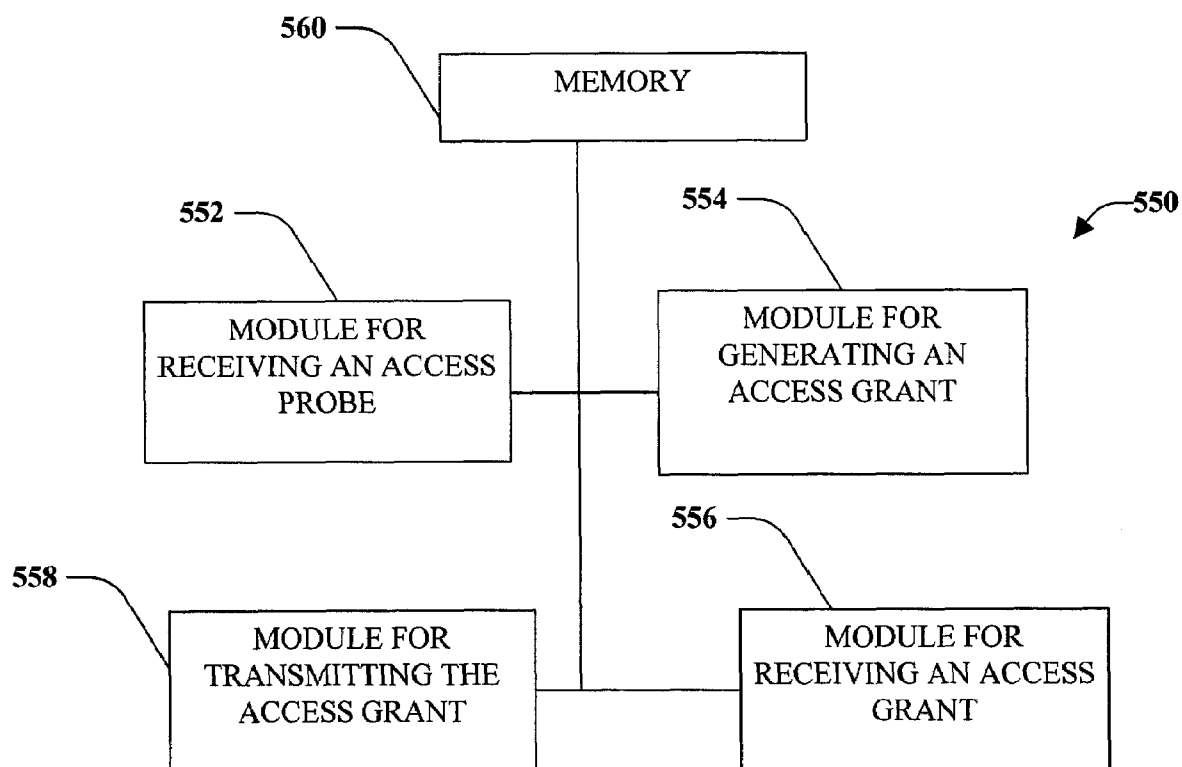 560
MEMORY
552
554
550
MODULE FOR
RECEIVING AN ACCESS
PROBE
MODULE FOR
GENERATING AN
ACCESS GRANT
556
558
MODULE FOR
TRANSMITTING THE
ACCESS GRANT
MODULE FOR
RECEIVING AN ACCESS
GRANT